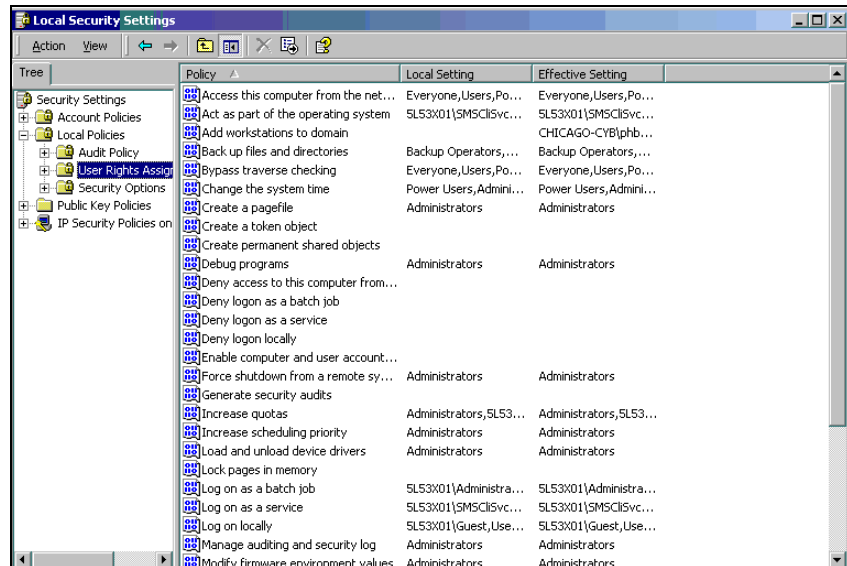 Local Security Settings
Action View
Tree
Security Settings
Account Policies
Local Policies
Audit Policy
User Rights Assign
Security Options
Public Key Policies
IP Security Policies on
Policy Local Setting Effective Setting
Access this computer from the net... Everyone,Users,Po... Everyone,Users,Po...
Act as part of the operating system 5L53X01\SMSCliSvc... 5L53X01\SMSCliSvc...
Add workstations to domain CHICAGO-CYB\phb...
Back up files and directories Backup Operators,... Backup Operators,...
Bypass traverse checking Everyone,Users,Po... Everyone,Users,Po...
Change the system time Power Users,Admini... Power Users,Admini...
Create a pagefile Administrators Administrators
Create a token object
Create permanent shared objects
Debug programs Administrators Administrators
Deny access to this computer from...
Deny logon as a batch job
Deny logon as a service
Deny logon locally
Enable computer and user account...
Force shutdown from a remote sy... Administrators Administrators
Generate security audits
Increase quotas Administrators,5L53... Administrators,5L53...
Increase scheduling priority Administrators Administrators
Load and unload device drivers Administrators Administrators
Lock pages in memory
Log on as a batch job 5L53X01\Administra... 5L53X01\Administra...
Log on as a service 5L53X01\SMSCliSvc... 5L53X01\SMSCliSvc...
Log on locally 5L53X01\Guest,Use... 5L53X01\Guest,Use...
Manage auditing and security log Administrators Administrators
Modify firmware environment values Administrators Administrators